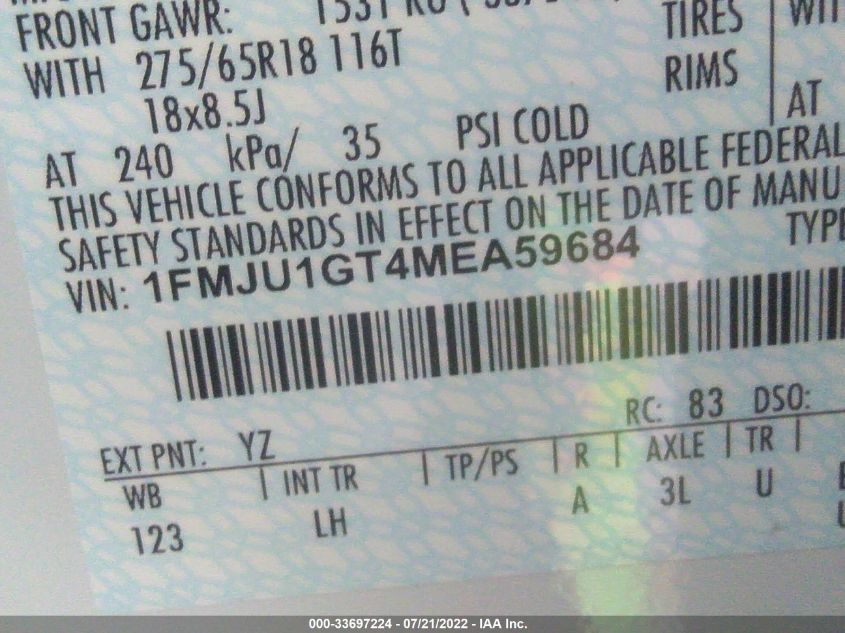 FRONT GAWR: 1531 KG
TIRES
WITH 275/65R18 116T
RIMS
18x8.5J
AT
AT 240 kPa/ 35 PSI COLD
THIS VEHICLE CONFORMS TO ALL APPLICABLE FEDERAL
SAFETY STANDARDS IN EFFECT ON THE DATE OF MANU
VIN: 1FMJU1GT4MEA59684
TYPE
RC: 83 DSO:
EXT PNT: YZ
WB | INT TR | TP/PS | R | AXLE | TR |
123 LH A 3L U
000-33697224 - 07/21/2022 - IAA Inc.